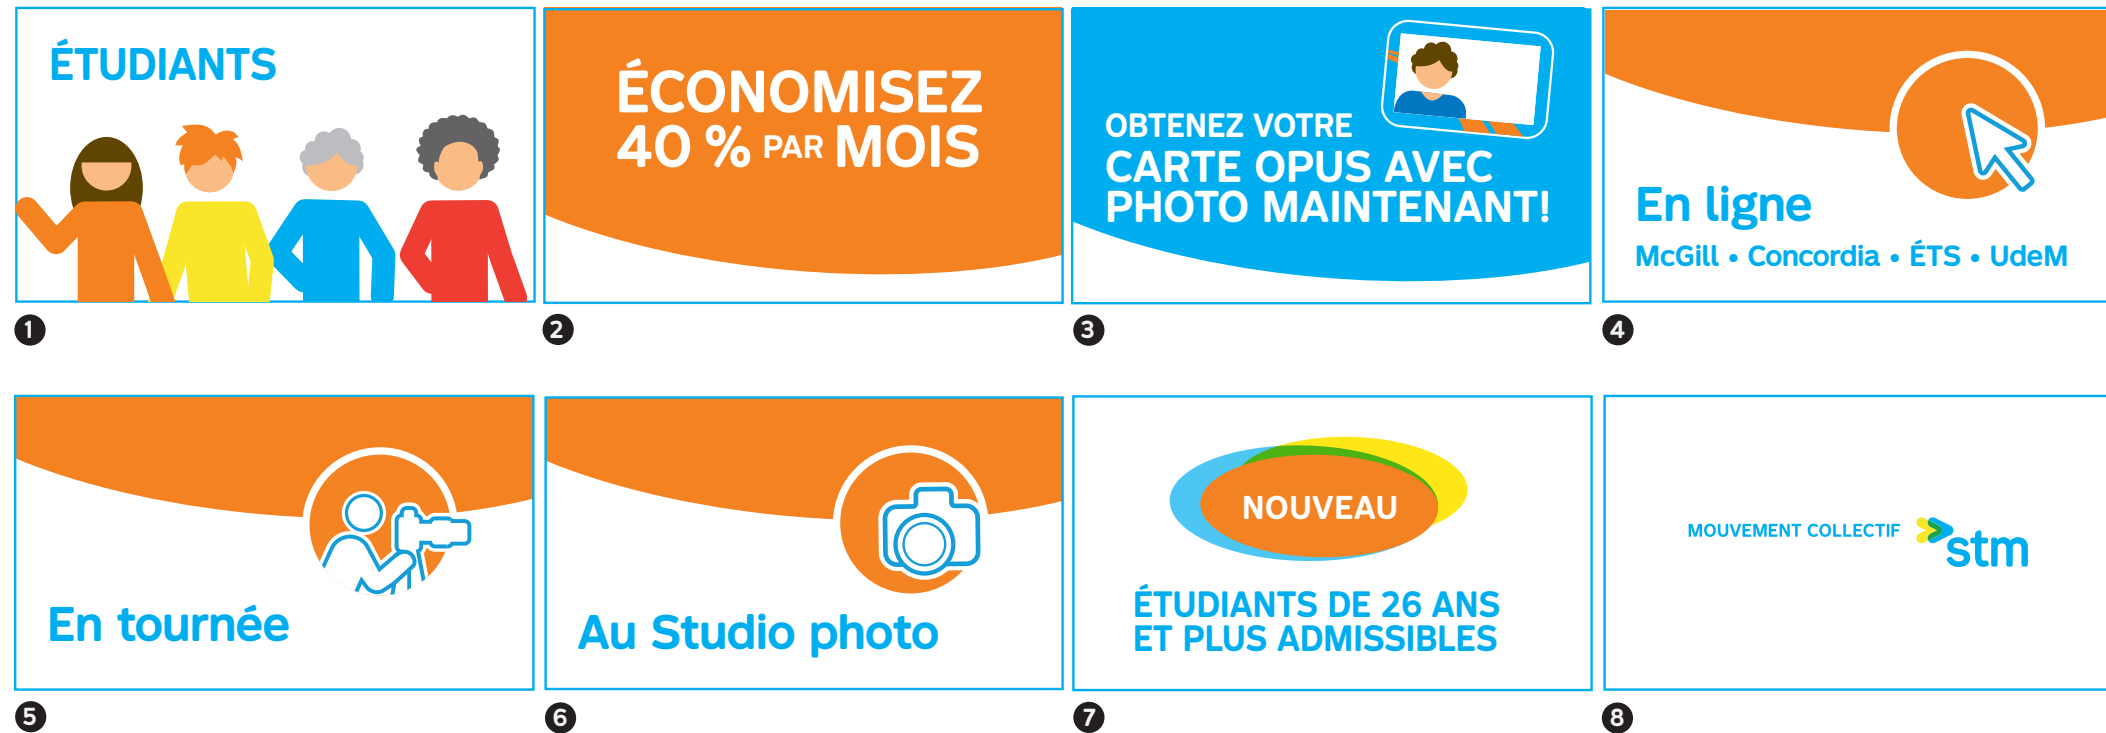 ÉTUDIANTS
1
ÉCONOMISEZ
40 % PAR MOIS
2
OBTENEZ VOTRE
CARTE OPUS AVEC
PHOTO MAINTENANT!
3
En ligne
McGill • Concordia • ÉTS • UdeM
4
En tournée
5
Au Studio photo
6
NOUVEAU
ÉTUDIANTS DE 26 ANS
ET PLUS ADMISSIBLES
7
MOUVEMENT COLLECTIF stm
8